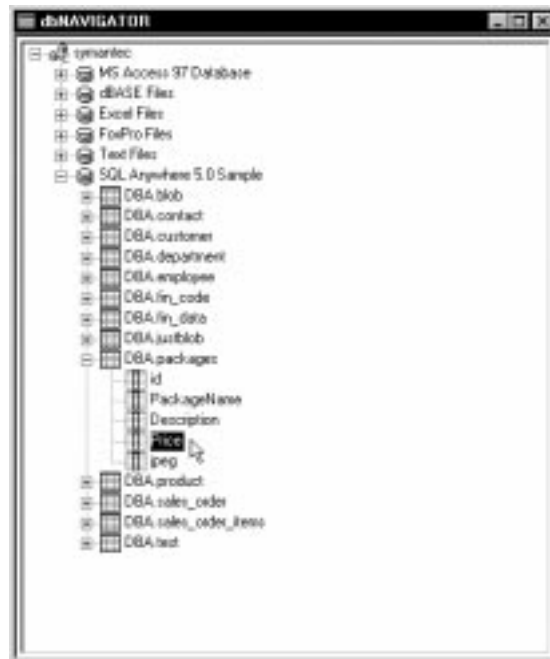 dbNAVIGATOR
symantec
MS Access 97 Database
dBASE Files
Excel Files
FoxPro Files
Text Files
SQL Anywhere 5.0 Sample
DBA.blob
DBA.contact
DBA.customer
DBA.department
DBA.employee
DBA.fin_code
DBA.fin_data
DBA.justblob
DBA.packages
id
PackageName
Description
Price
jpeg
DBA.product
DBA.sales_order
DBA.sales_order_items
DBA.test